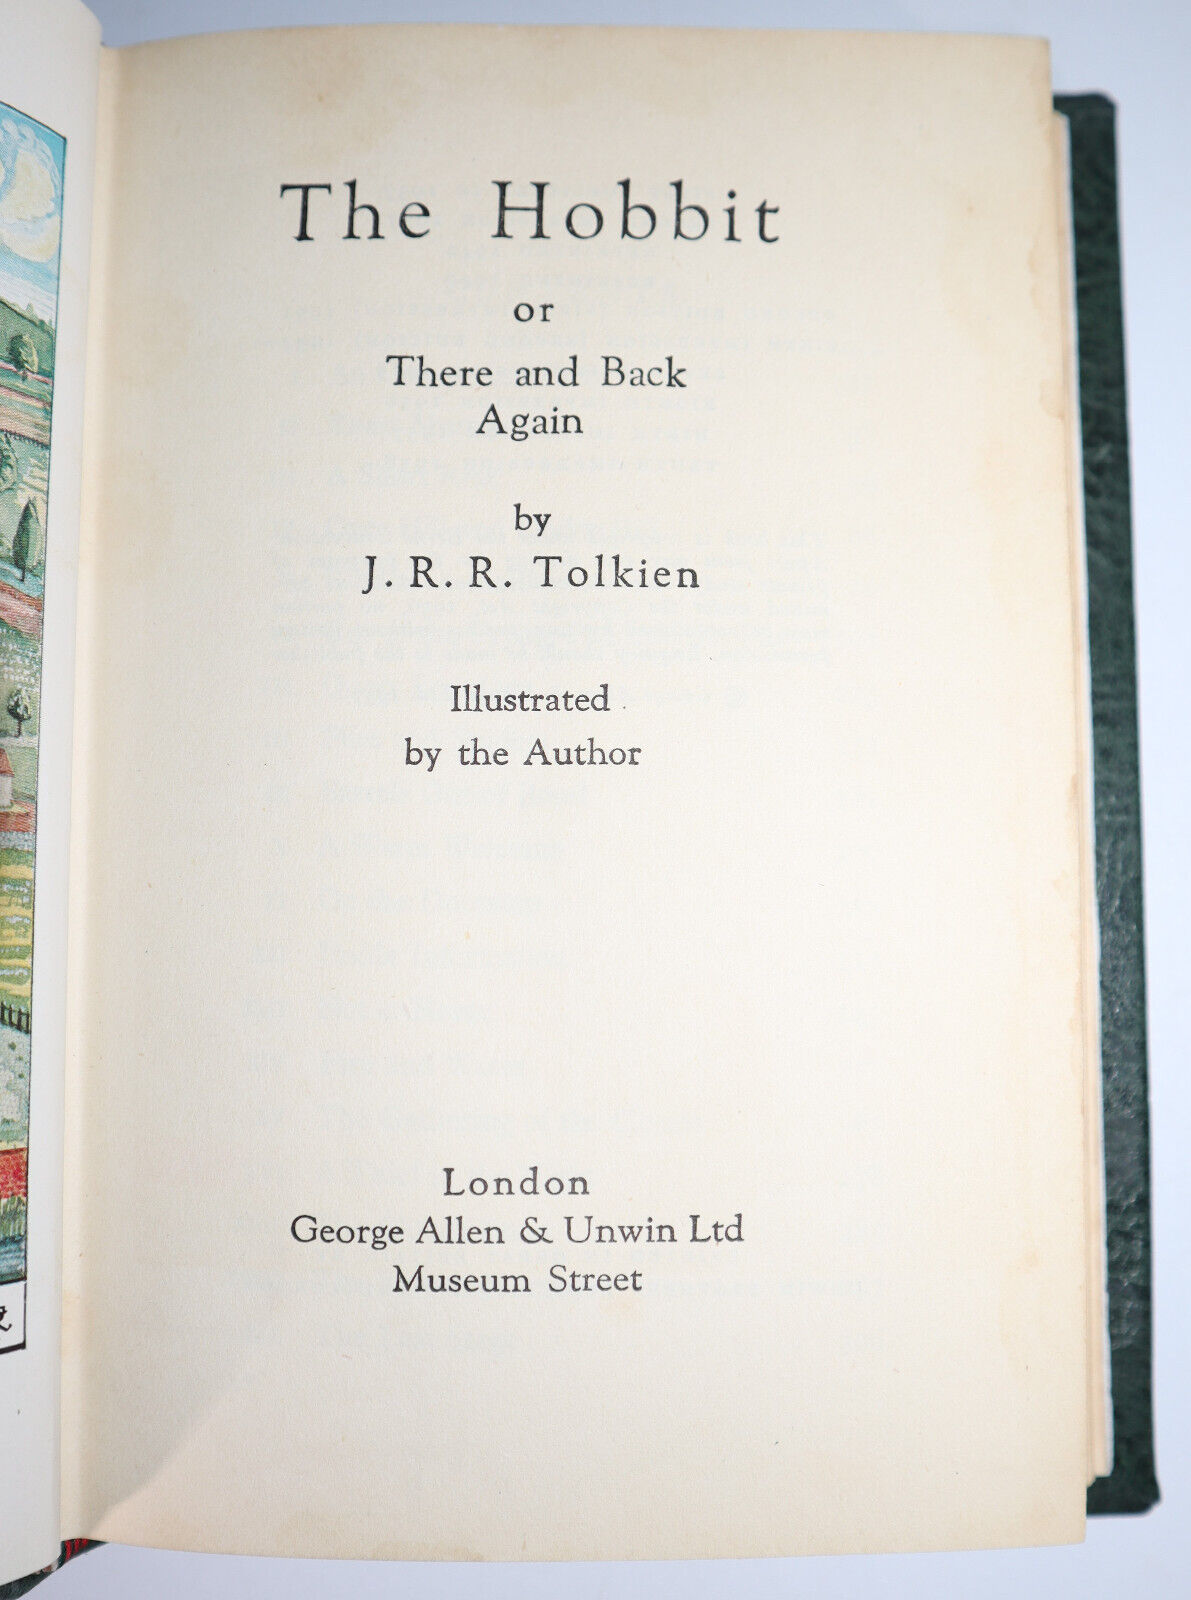 The Hobbit
or
There and Back
Again
by
J. R. R. Tolkien
Illustrated
by the Author
London
George Allen & Unwin Ltd
Museum Street